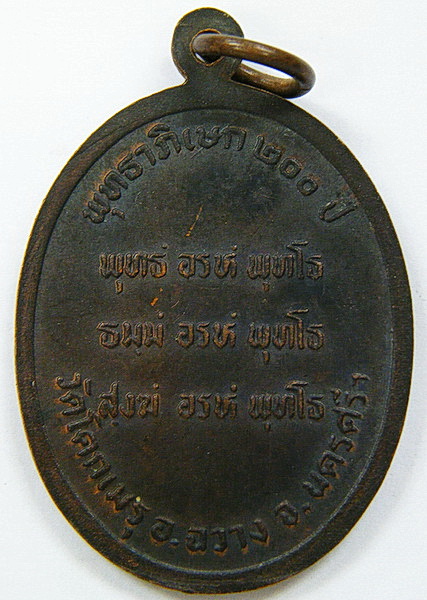 พุทธาภิเษก ๒๐๐ ปี
พุทธํ อรหํ พุทโธ
ธมฺมํ อรหํ พุทโธ
สงฆํ อรหํ พุทโธ
วัดโคกเมรุ อ.ฉวาง จ.นครศรีฯ